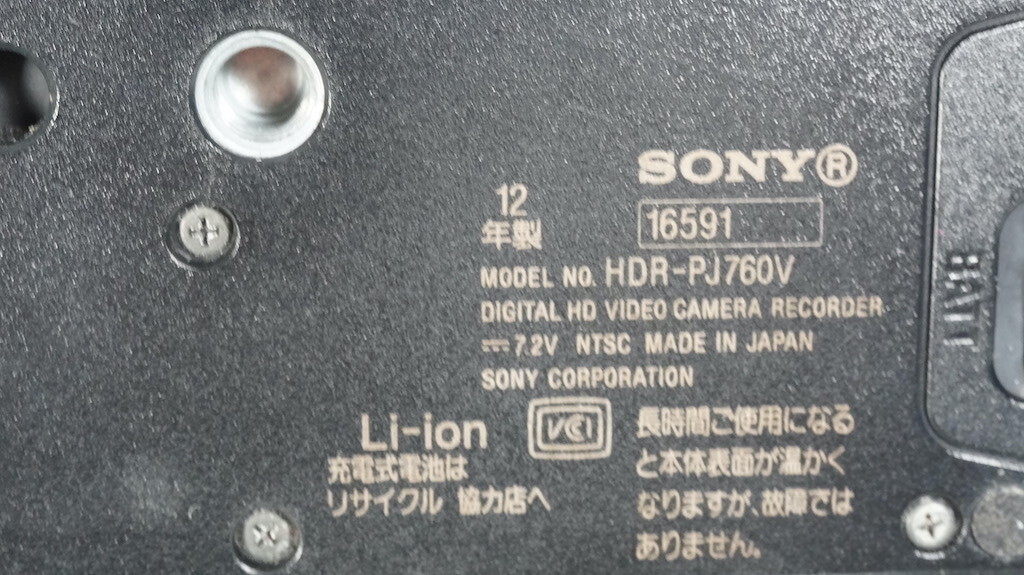 SONY®
12
年製
16591
MODEL NO. HDR-PJ760V
DIGITAL HD VIDEO CAMERA RECORDER
⎓ 7.2V NTSC MADE IN JAPAN
SONY CORPORATION
Li-ion
充電式電池は
リサイクル 協力店へ
VCI
長時間ご使用になる
と本体表面が温かく
なりますが、故障では
ありません。
BATT